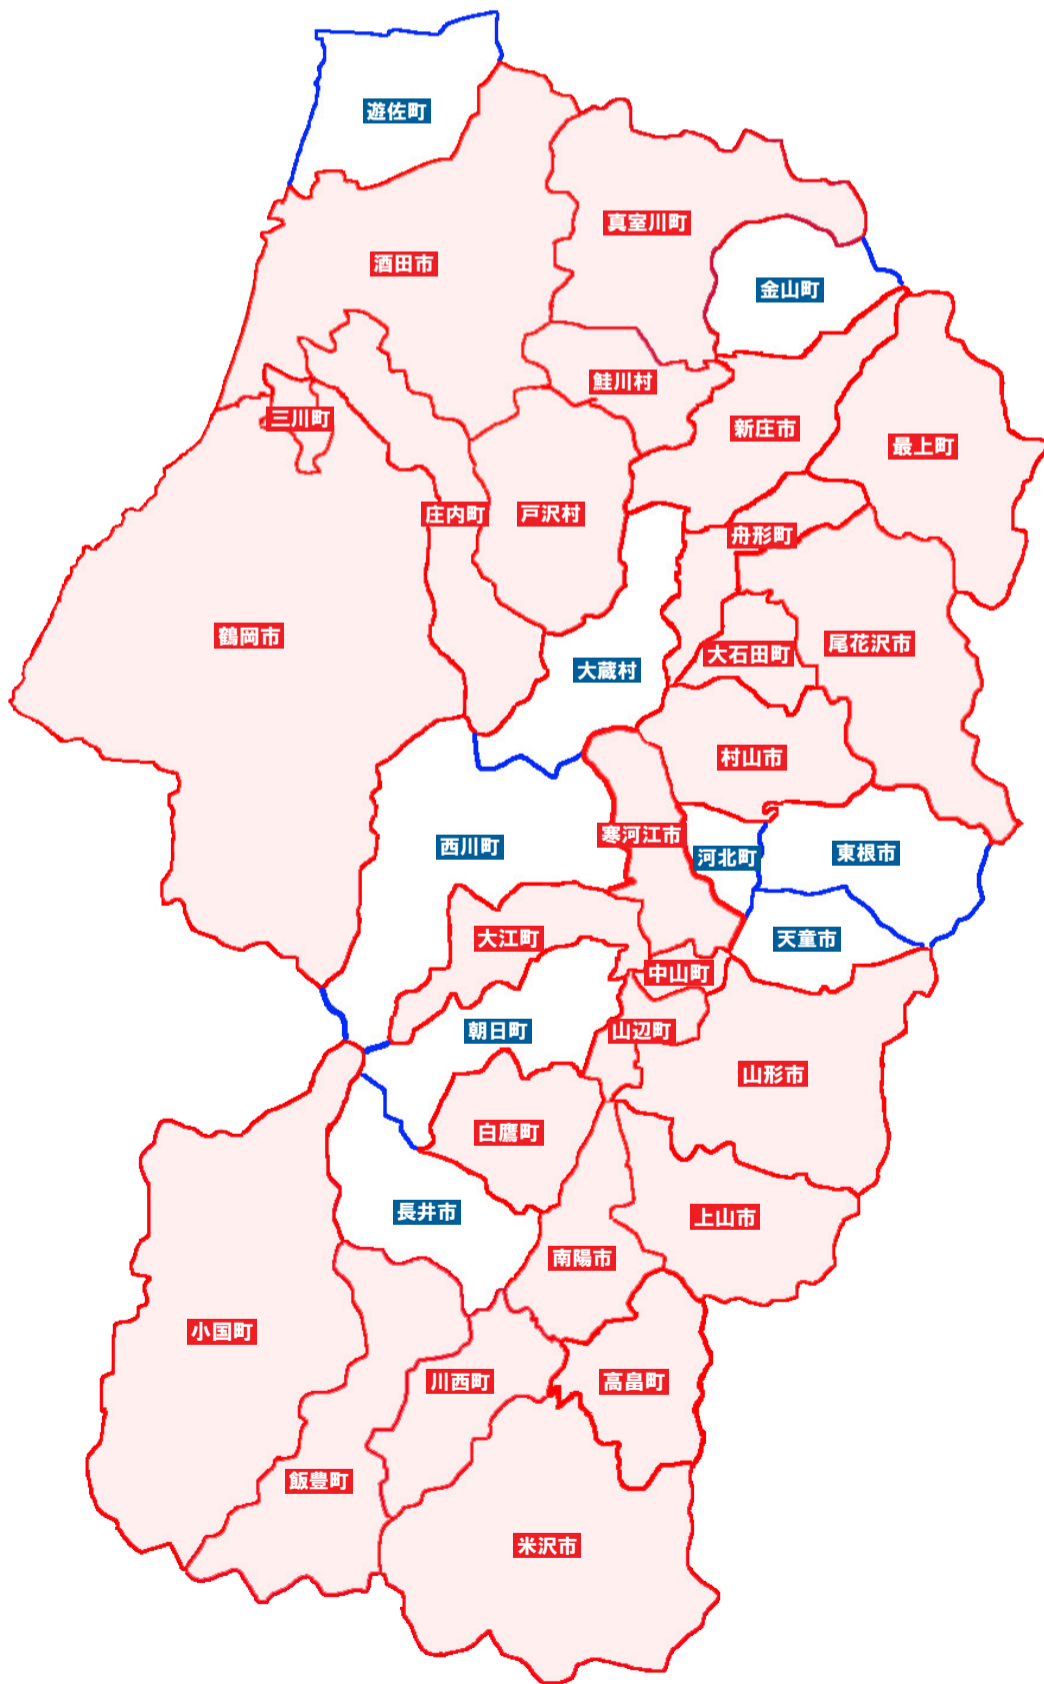 遊佐町
真室川町
酒田市
金山町
鮭川村
三川町
新庄市
最上町
庄内町
戸沢村
舟形町
鶴岡市
大蔵村
大石田町
尾花沢市
村山市
寒河江市
西川町
河北町
東根市
大江町
天童市
中山町
朝日町
山辺町
山形市
白鷹町
長井市
上山市
南陽市
小国町
川西町
高畠町
飯豊町
米沢市